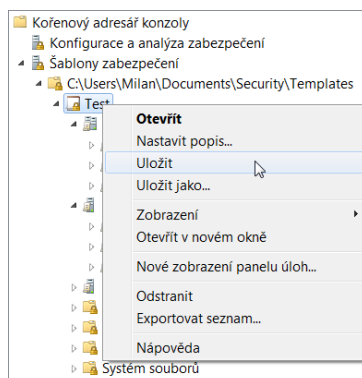 Kořenový adresář konzoly
Konfigurace a analýza zabezpečení
Šablony zabezpečení
C:\Users\Milan\Documents\Security\Templates
Test
Otevřít
Nastavit popis...
Uložit
Uložit jako...
Zobrazení
Otevřít v novém okně
Nové zobrazení panelu úloh...
Odstranit
Exportovat seznam...
Nápověda
Systém souborů